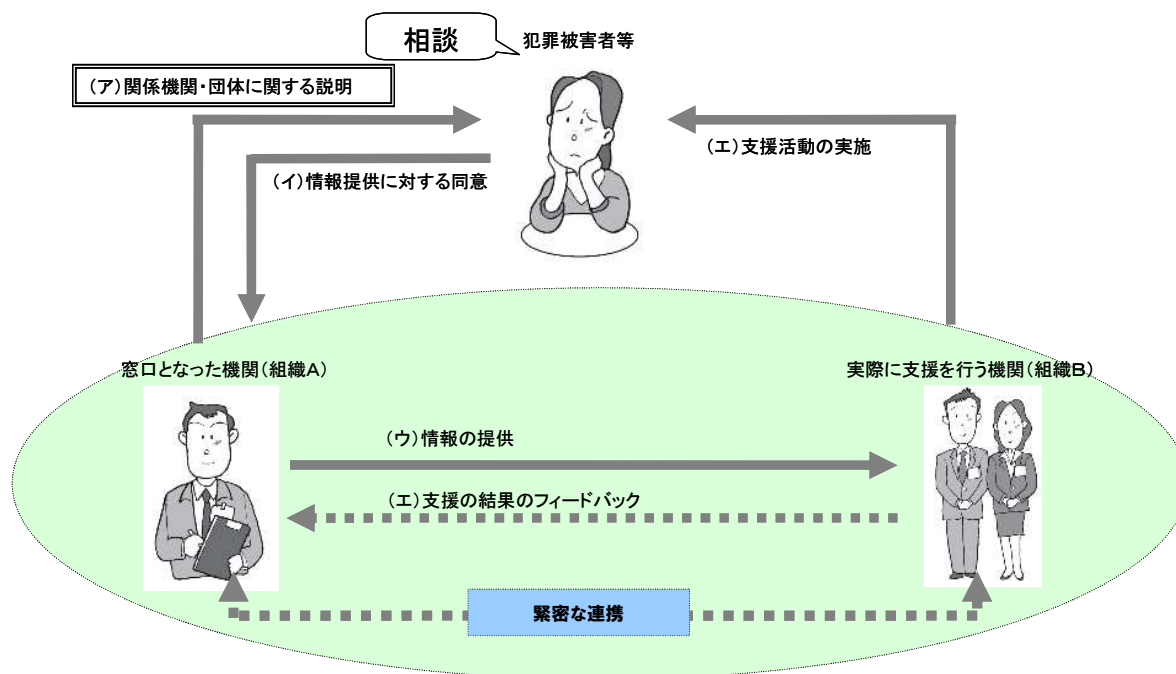 相談
犯罪被害者等
(ア)関係機関・団体に関する説明
(エ)支援活動の実施
(イ)情報提供に対する同意
窓口となった機関(組織A)
実際に支援を行う機関(組織B)
(ウ)情報の提供
(エ)支援の結果のフィードバック
緊密な連携